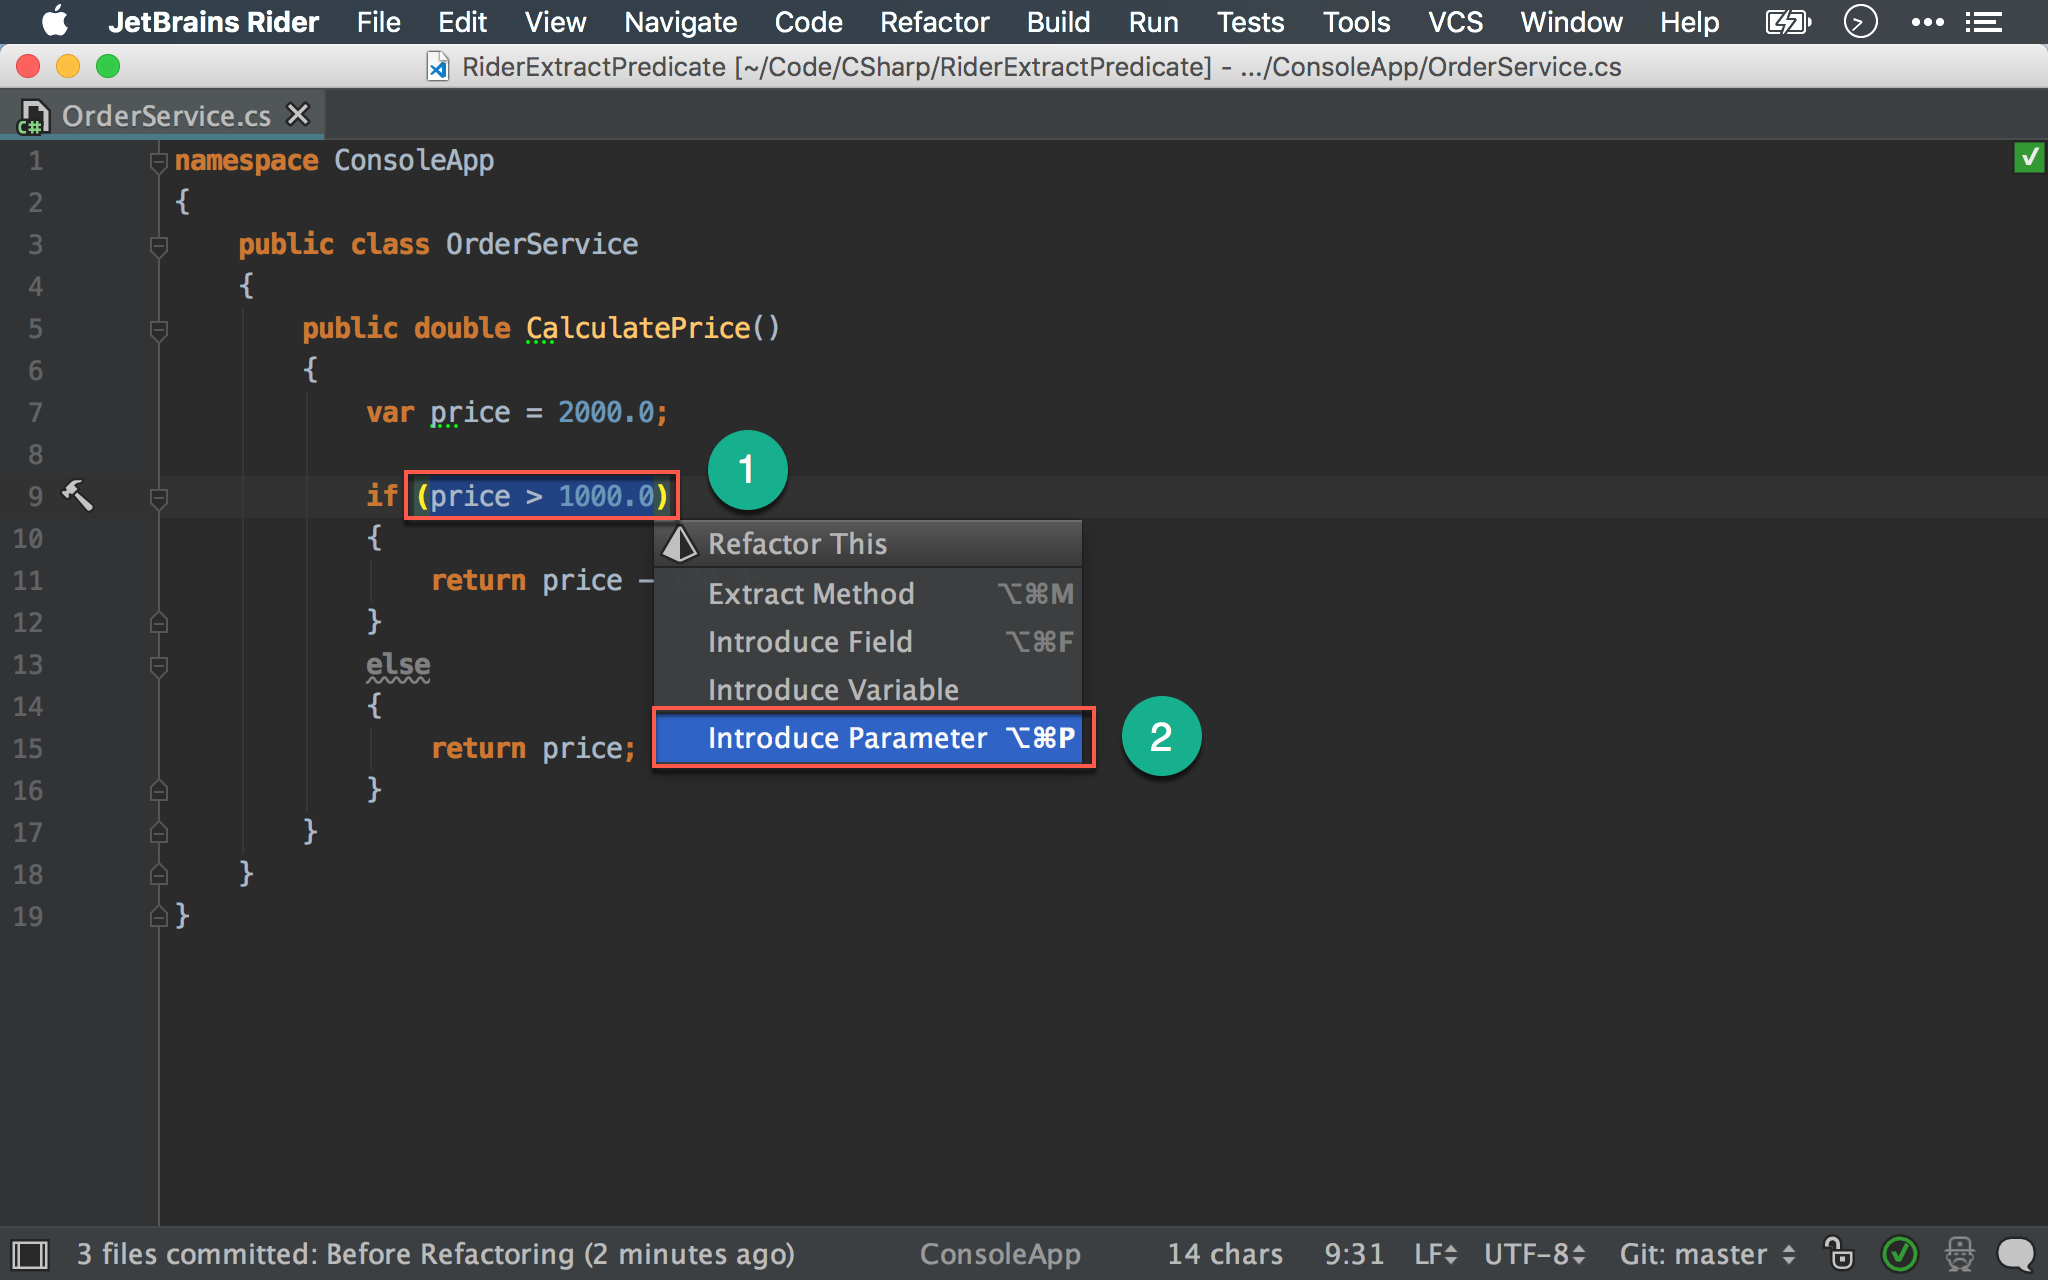 JetBrains Rider File Edit View Navigate Code Refactor Build Run Tests Tools VCS Window Help
RiderExtractPredicate [~/Code/CSharp/RiderExtractPredicate] - .../ConsoleApp/OrderService.cs
C# OrderService.cs
1 namespace ConsoleApp
2 {
3 public class OrderService
4 {
5 public double CalculatePrice()
6 {
7 var price = 2000.0;
8
9 if (price > 1000.0)
1
10 {
Refactor This
11 return price -
Extract Method ⌥⌘M
12 }
Introduce Field ⌥⌘F
13 else
Introduce Variable
14 {
Introduce Parameter ⌥⌘P
2
15 return price;
16 }
17 }
18 }
19 }
3 files committed: Before Refactoring (2 minutes ago) ConsoleApp 14 chars 9:31 LF UTF-8 Git: master